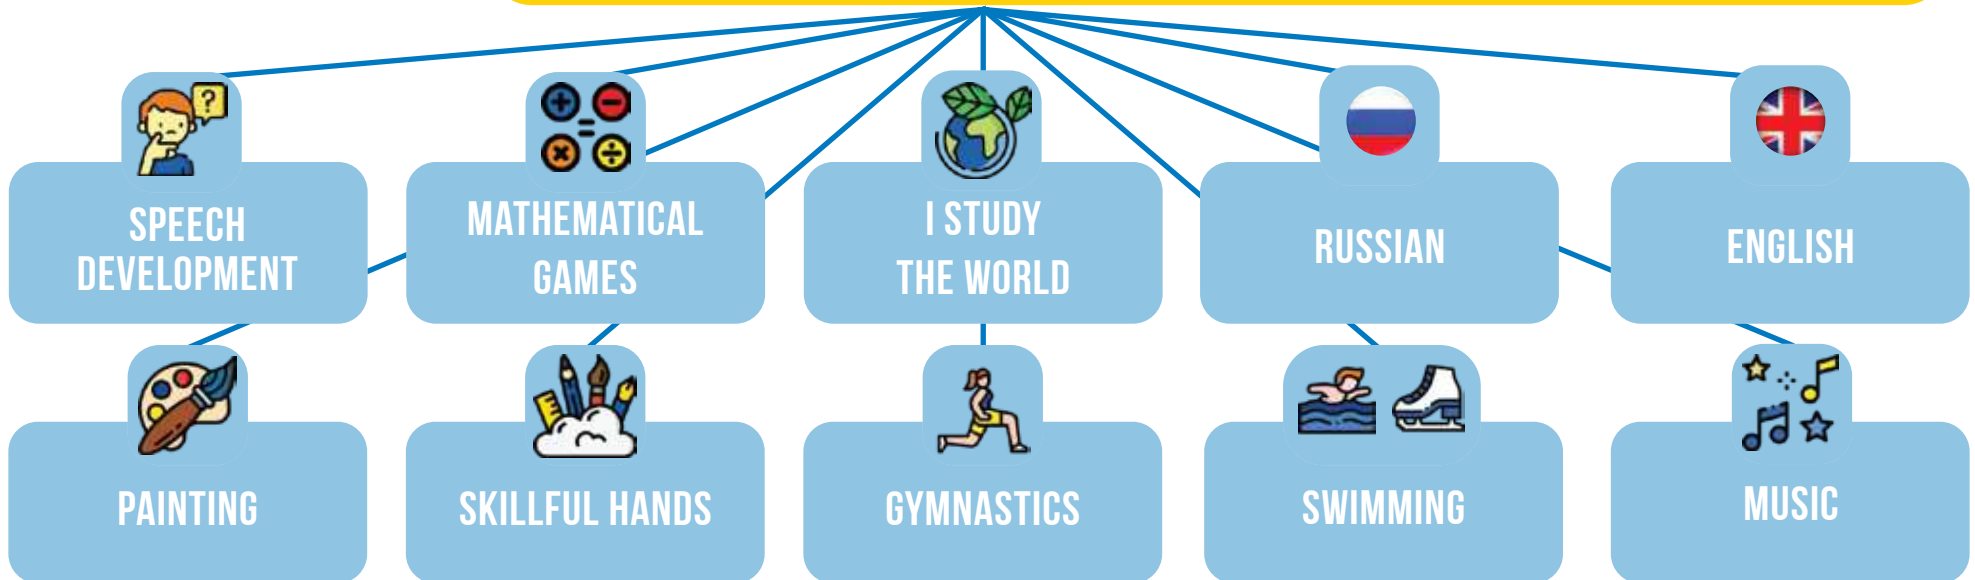 SPEECH
DEVELOPMENT
MATHEMATICAL
GAMES
I STUDY
THE WORLD
RUSSIAN
ENGLISH
PAINTING
SKILLFUL HANDS
GYMNASTICS
SWIMMING
MUSIC